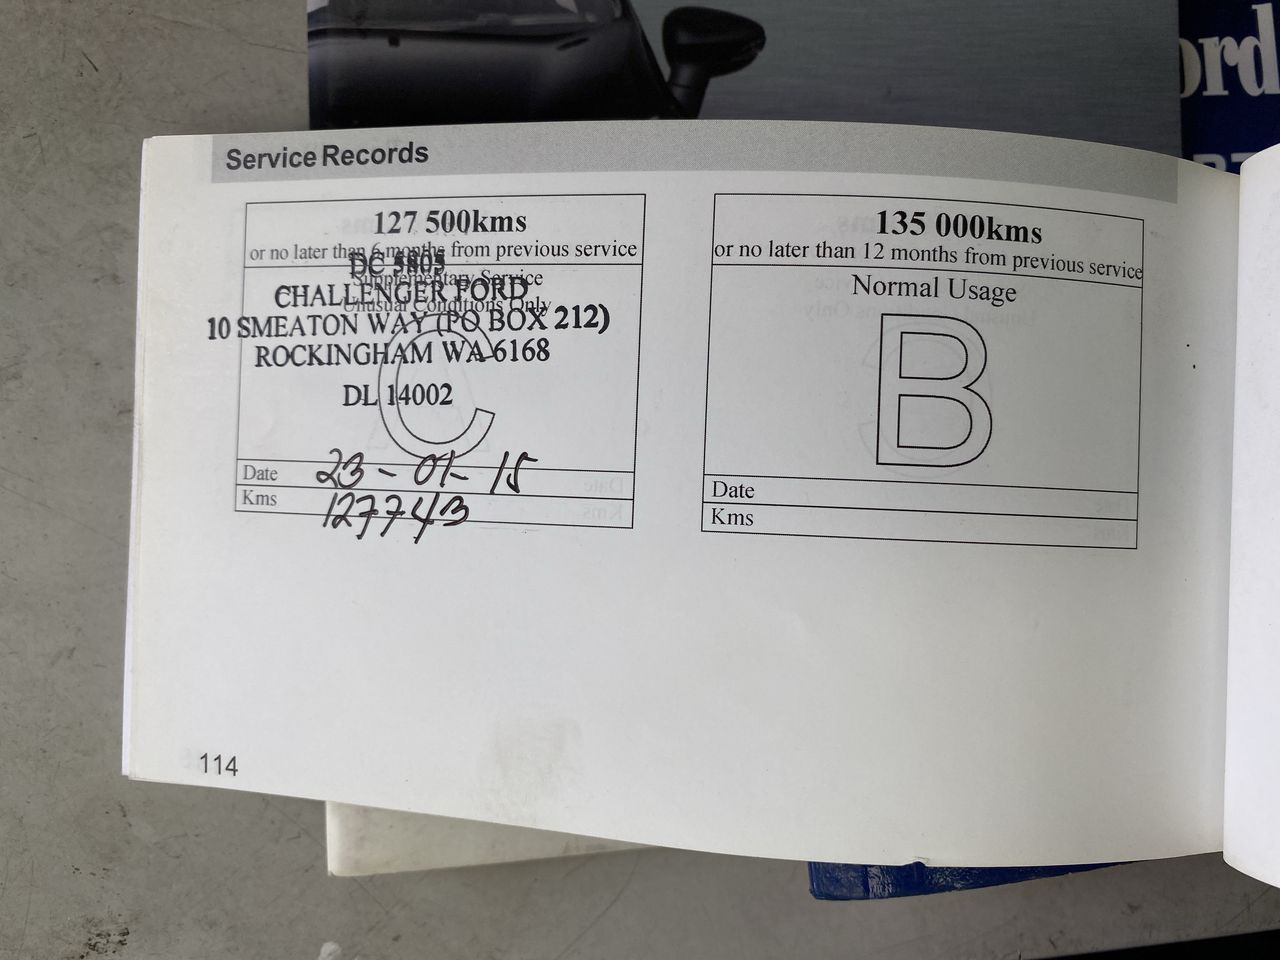 ord
Service Records
127 500kms
or no later than 6 months from previous service
Supplementary Service
Unusual Conditions Only
DC 5805
CHALLENGER FORD
10 SMEATON WAY (PO BOX 212)
ROCKINGHAM WA 6168
DL 14002
C
Date 23-01-15
Kms 127743
135 000kms
or no later than 12 months from previous service
Normal Usage
B
Date
Kms
114